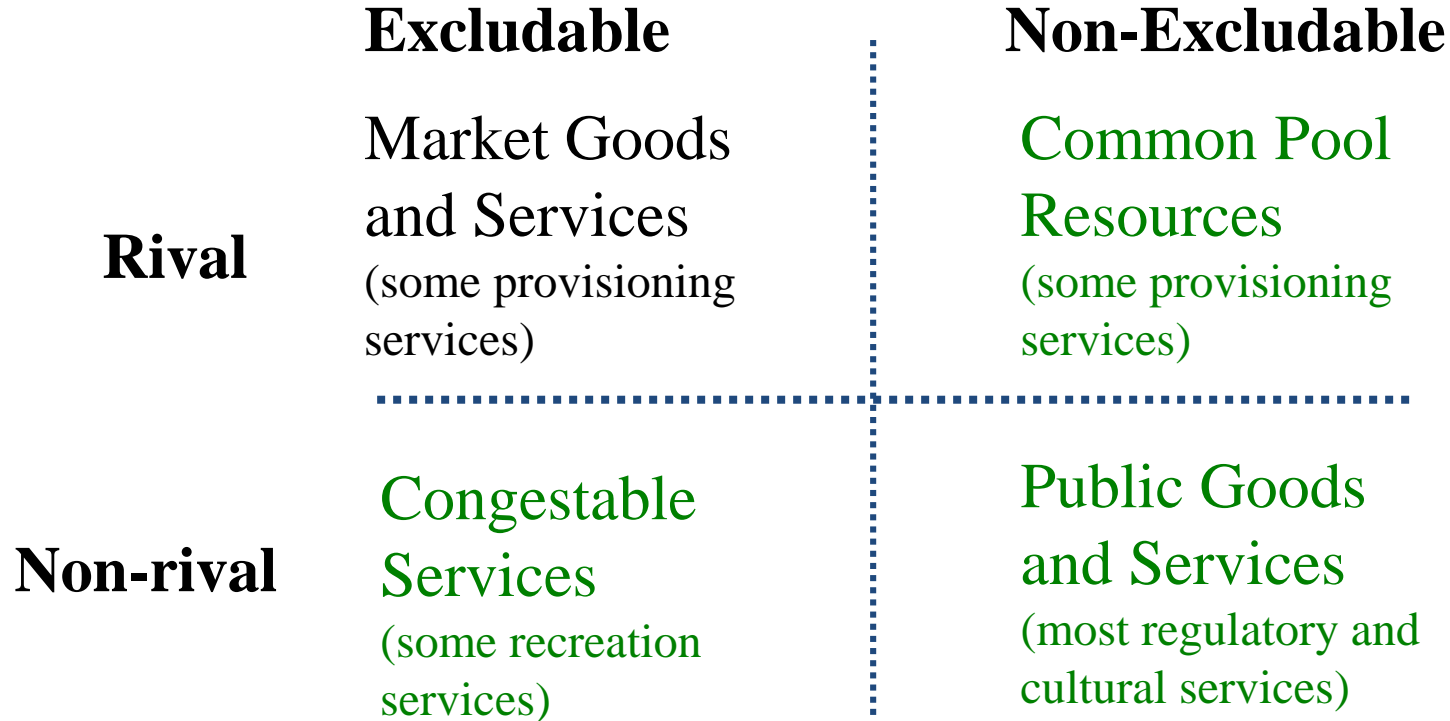 Excludable
Non-Excludable
Rival
Market Goods
and Services
(some provisioning
services)
Common Pool
Resources
(some provisioning
services)
Non-rival
Congestable
Services
(some recreation
services)
Public Goods
and Services
(most regulatory and
cultural services)